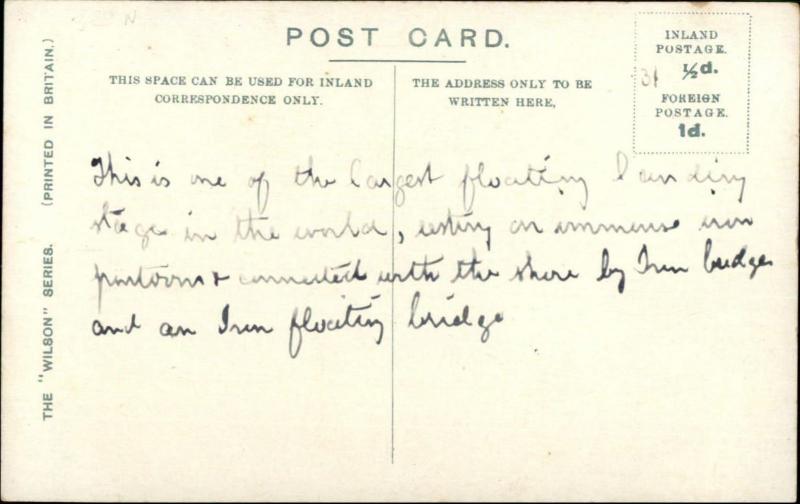 POST CARD.
THIS SPACE CAN BE USED FOR INLAND
CORRESPONDENCE ONLY.
THE ADDRESS ONLY TO BE
WRITTEN HERE.
INLAND
POSTAGE.
½d.
FOREIGN
POSTAGE.
1d.
31
THE "WILSON" SERIES. (PRINTED IN BRITAIN.)
This is one of the largest floating landing
stage in the world, resting on immense iron
pontoons & connected with the shore by Iron bridges
and an Iron floating bridge